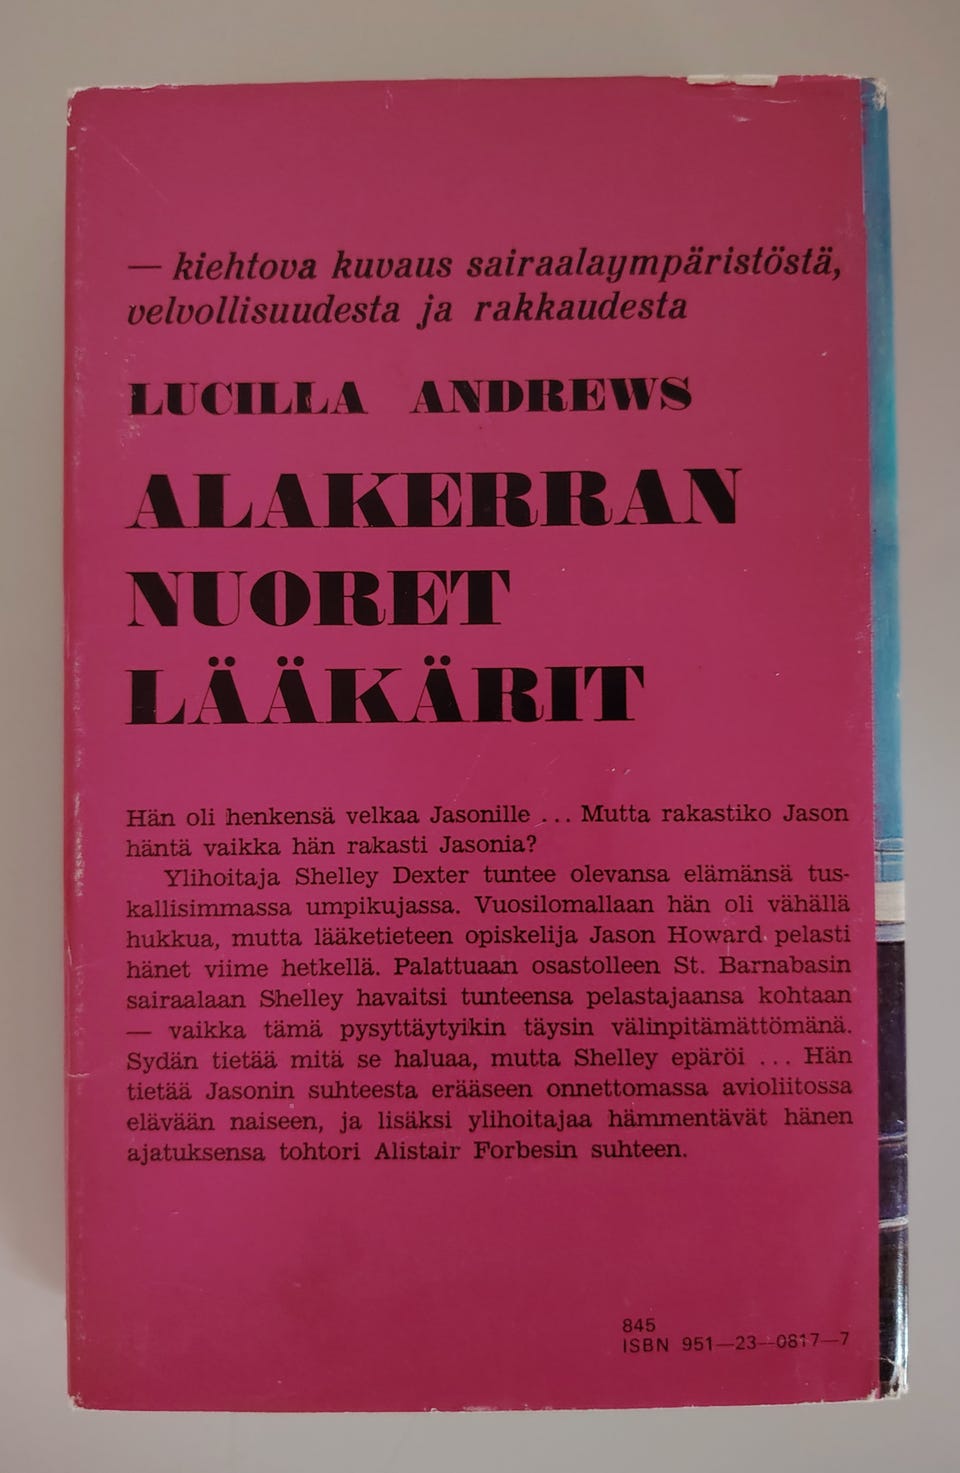 — kiehtova kuvaus sairaalaympäristöstä,
velvollisuudesta ja rakkaudesta
LUCILLA ANDREWS
ALAKERRAN
NUORET
LÄÄKÄRIT
Hän oli henkensä velkaa Jasonille ... Mutta rakastiko Jason
häntä vaikka hän rakasti Jasonia?
Ylihoitaja Shelley Dexter tuntee olevansa elämänsä tus-
kallisimmassa umpikujassa. Vuosilomallaan hän oli vähällä
hukkua, mutta lääketieteen opiskelija Jason Howard pelasti
hänet viime hetkellä. Palattuaan osastolleen St. Barnabasin
sairaalaan Shelley havaitsi tunteensa pelastajaansa kohtaan
— vaikka tämä pysyttäytyikin täysin välinpitämättömänä.
Sydän tietää mitä se haluaa, mutta Shelley epäröi ... Hän
tietää Jasonin suhteesta erääseen onnettomassa avioliitossa
elävään naiseen, ja lisäksi ylihoitajaa hämmentävät hänen
ajatuksensa tohtori Alistair Forbesin suhteen.
845
ISBN 951—23—0817—7